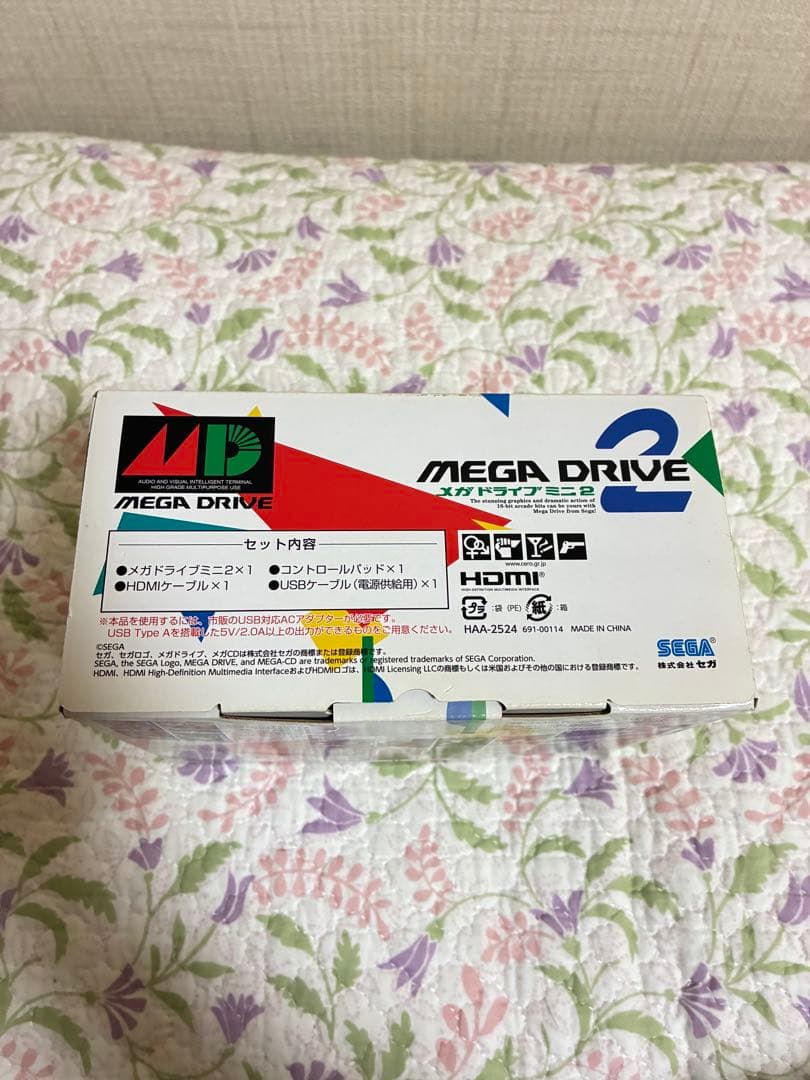 MD
AUDIO AND VISUAL INTELLIGENT TERMINAL
HIGH GRADE MULTIPURPOSE USE
MEGA DRIVE
MEGA DRIVE 2
メガドライブ ミニ2
The stunning graphics and dramatic action of
16-bit arcade hits can be yours with
Mega Drive from Sega!
セット内容
●メガドライブミニ2×1 ●コントロールパッド×1
●HDMIケーブル×1 ●USBケーブル(電源供給用)×1
※本品を使用するには、市販のUSB対応ACアダプターが必要です。
USB Type Aを搭載した5V/2.0A以上の出力ができるものをご用意ください。
www.cero.gr.jp
HDMI®
HIGH-DEFINITION MULTIMEDIA INTERFACE
プラ :袋 (PE) 紙 :箱
HAA-2524 691-00114 MADE IN CHINA
©SEGA
セガ、セガロゴ、メガドライブ、メガCDは株式会社セガの商標または登録商標です。
SEGA, the SEGA Logo, MEGA DRIVE, and MEGA-CD are trademarks or registered trademarks of SEGA Corporation.
HDMI、HDMI High-Definition Multimedia InterfaceおよびHDMIロゴは、HDMI Licensing LLCの商標もしくは米国およびその他の国における登録商標です。
SEGA®
株式会社セガ